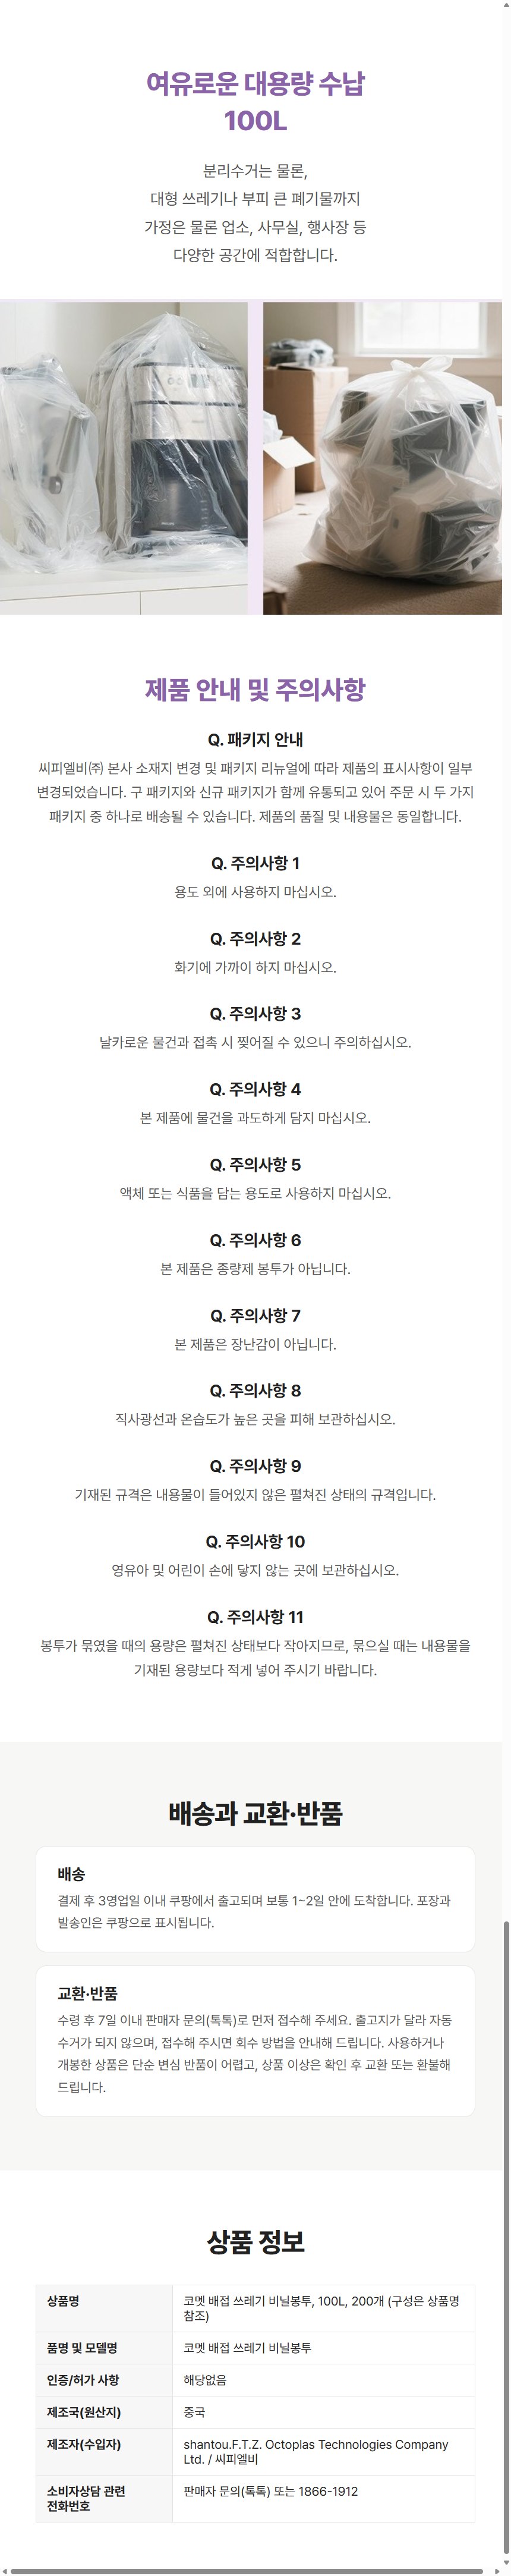 여유로운 대용량 수납
100L
분리수거는 물론,
대형 쓰레기나 부피 큰 폐기물까지
가정은 물론 업소, 사무실, 행사장 등
다양한 공간에 적합합니다.
제품 안내 및 주의사항
Q. 패키지 안내
씨피엘비㈜ 본사 소재지 변경 및 패키지 리뉴얼에 따라 제품의 표시사항이 일부
변경되었습니다. 구 패키지와 신규 패키지가 함께 유통되고 있어 주문 시 두 가지
패키지 중 하나로 배송될 수 있습니다. 제품의 품질 및 내용물은 동일합니다.
Q. 주의사항 1
용도 외에 사용하지 마십시오.
Q. 주의사항 2
화기에 가까이 하지 마십시오.
Q. 주의사항 3
날카로운 물건과 접촉 시 찢어질 수 있으니 주의하십시오.
Q. 주의사항 4
본 제품에 물건을 과도하게 담지 마십시오.
Q. 주의사항 5
액체 또는 식품을 담는 용도로 사용하지 마십시오.
Q. 주의사항 6
본 제품은 종량제 봉투가 아닙니다.
Q. 주의사항 7
본 제품은 장난감이 아닙니다.
Q. 주의사항 8
직사광선과 온습도가 높은 곳을 피해 보관하십시오.
Q. 주의사항 9
기재된 규격은 내용물이 들어있지 않은 펼쳐진 상태의 규격입니다.
Q. 주의사항 10
영유아 및 어린이 손에 닿지 않는 곳에 보관하십시오.
Q. 주의사항 11
봉투가 묶였을 때의 용량은 펼쳐진 상태보다 작아지므로, 묶으실 때는 내용물을
기재된 용량보다 적게 넣어 주시기 바랍니다.
배송과 교환·반품
배송
결제 후 3영업일 이내 쿠팡에서 출고되며 보통 1~2일 안에 도착합니다. 포장과
발송인은 쿠팡으로 표시됩니다.
교환·반품
수령 후 7일 이내 판매자 문의(톡톡)로 먼저 접수해 주세요. 출고지가 달라 자동
수거가 되지 않으며, 접수해 주시면 회수 방법을 안내해 드립니다. 사용하거나
개봉한 상품은 단순 변심 반품이 어렵고, 상품 이상은 확인 후 교환 또는 환불해
드립니다.
상품 정보
상품명
코멧 배접 쓰레기 비닐봉투, 100L, 200개 (구성은 상품명
참조)
품명 및 모델명
코멧 배접 쓰레기 비닐봉투
인증/허가 사항
해당없음
제조국(원산지)
중국
제조자(수입자)
shantou.F.T.Z. Octoplas Technologies Company
Ltd. / 씨피엘비
소비자상담 관련
전화번호
판매자 문의(톡톡) 또는 1866-1912